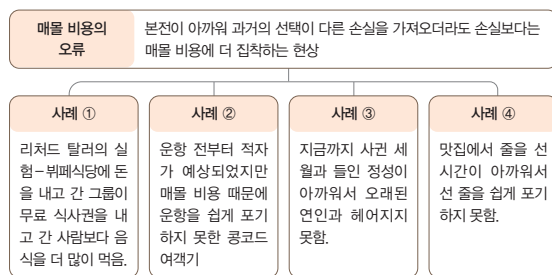 매몰 비용의
오류
본전이 아까워 과거의 선택이 다른 손실을 가져오더라도 손실보다는
매몰 비용에 더 집착하는 현상
사례 ①
리처드 탈러의 실
험-뷔페식당에 돈
을 내고 간 그룹이
무료 식사권을 내
고 간 사람보다 음
식을 더 많이 먹음.
사례 ②
운항 전부터 적자
가 예상되었지만
매몰 비용 때문에
운항을 쉽게 포기
하지 못한 콩코드
여객기
사례 ③
지금까지 사귄 세
월과 들인 정성이
아까워서 오래된
연인과 헤어지지
못함.
사례 ④
맛집에서 줄을 선
시간이 아까워서
선 줄을 쉽게 포기
하지 못함.